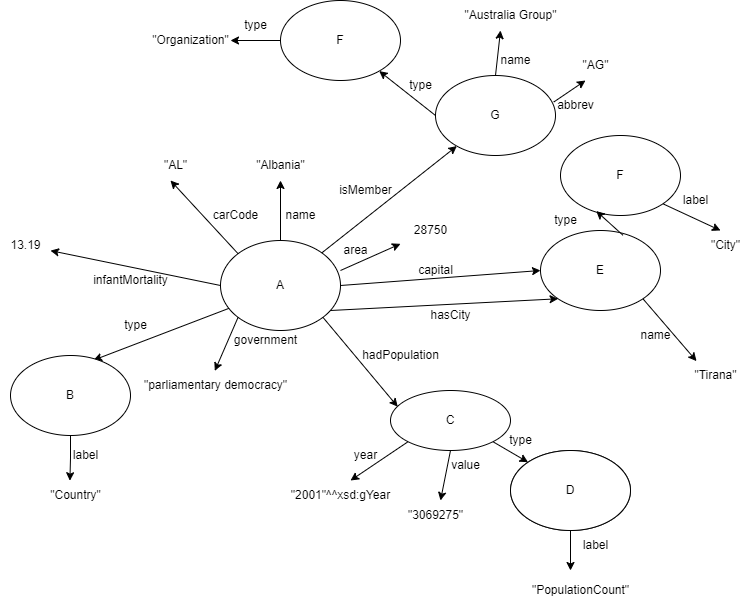 "Australia Group"
type
F
"Organization"
name
"AG"
type
abbrev
G
"AL"
"Albania"
F
isMember
label
carCode
name
type
28750
area
"City"
13.19
capital
E
infantMortality
A
hasCity
type
government
name
hadPopulation
"Tirana"
"parliamentary democracy"
B
C
type
label
year
value
"Country"
"2001"^^xsd:gYear
D
"3069275"
label
"PopulationCount"